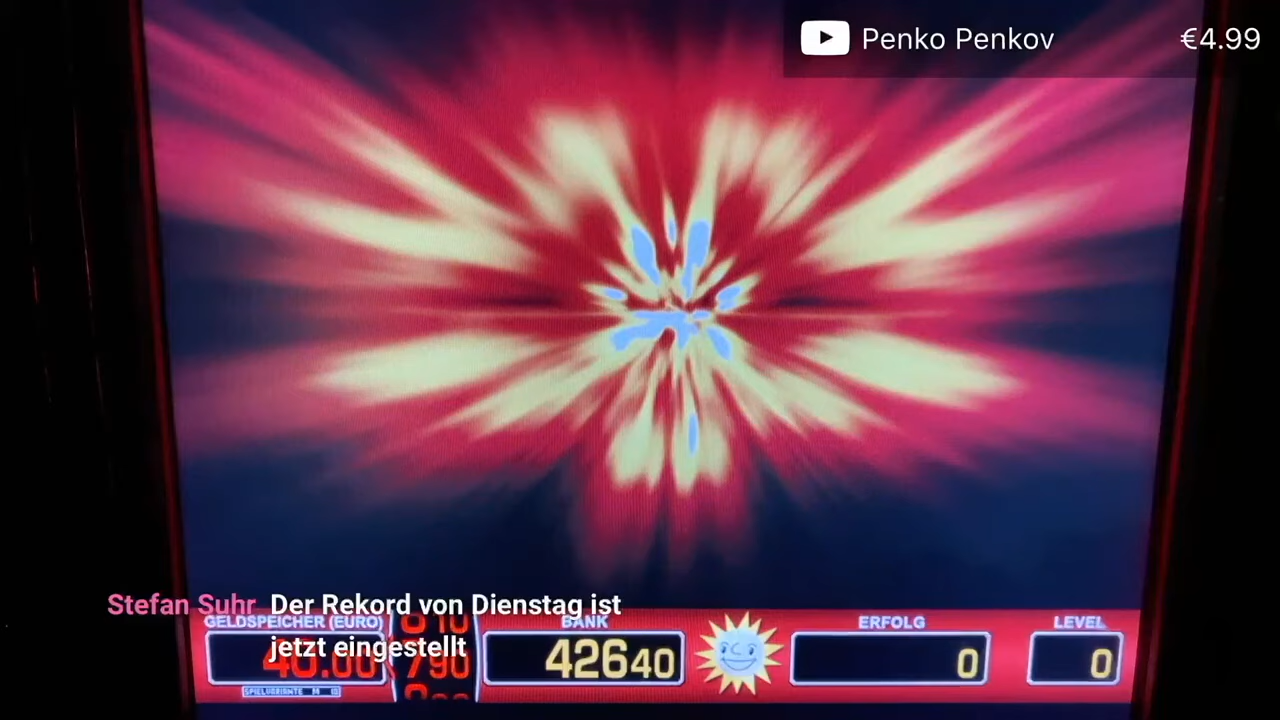 Penko Penkov €4.99
Stefan Suhr Der Rekord von Dienstag ist
jetzt eingestellt
GELDSPEICHER (EURO) BANK ERFOLG LEVEL
790 42640 0 0